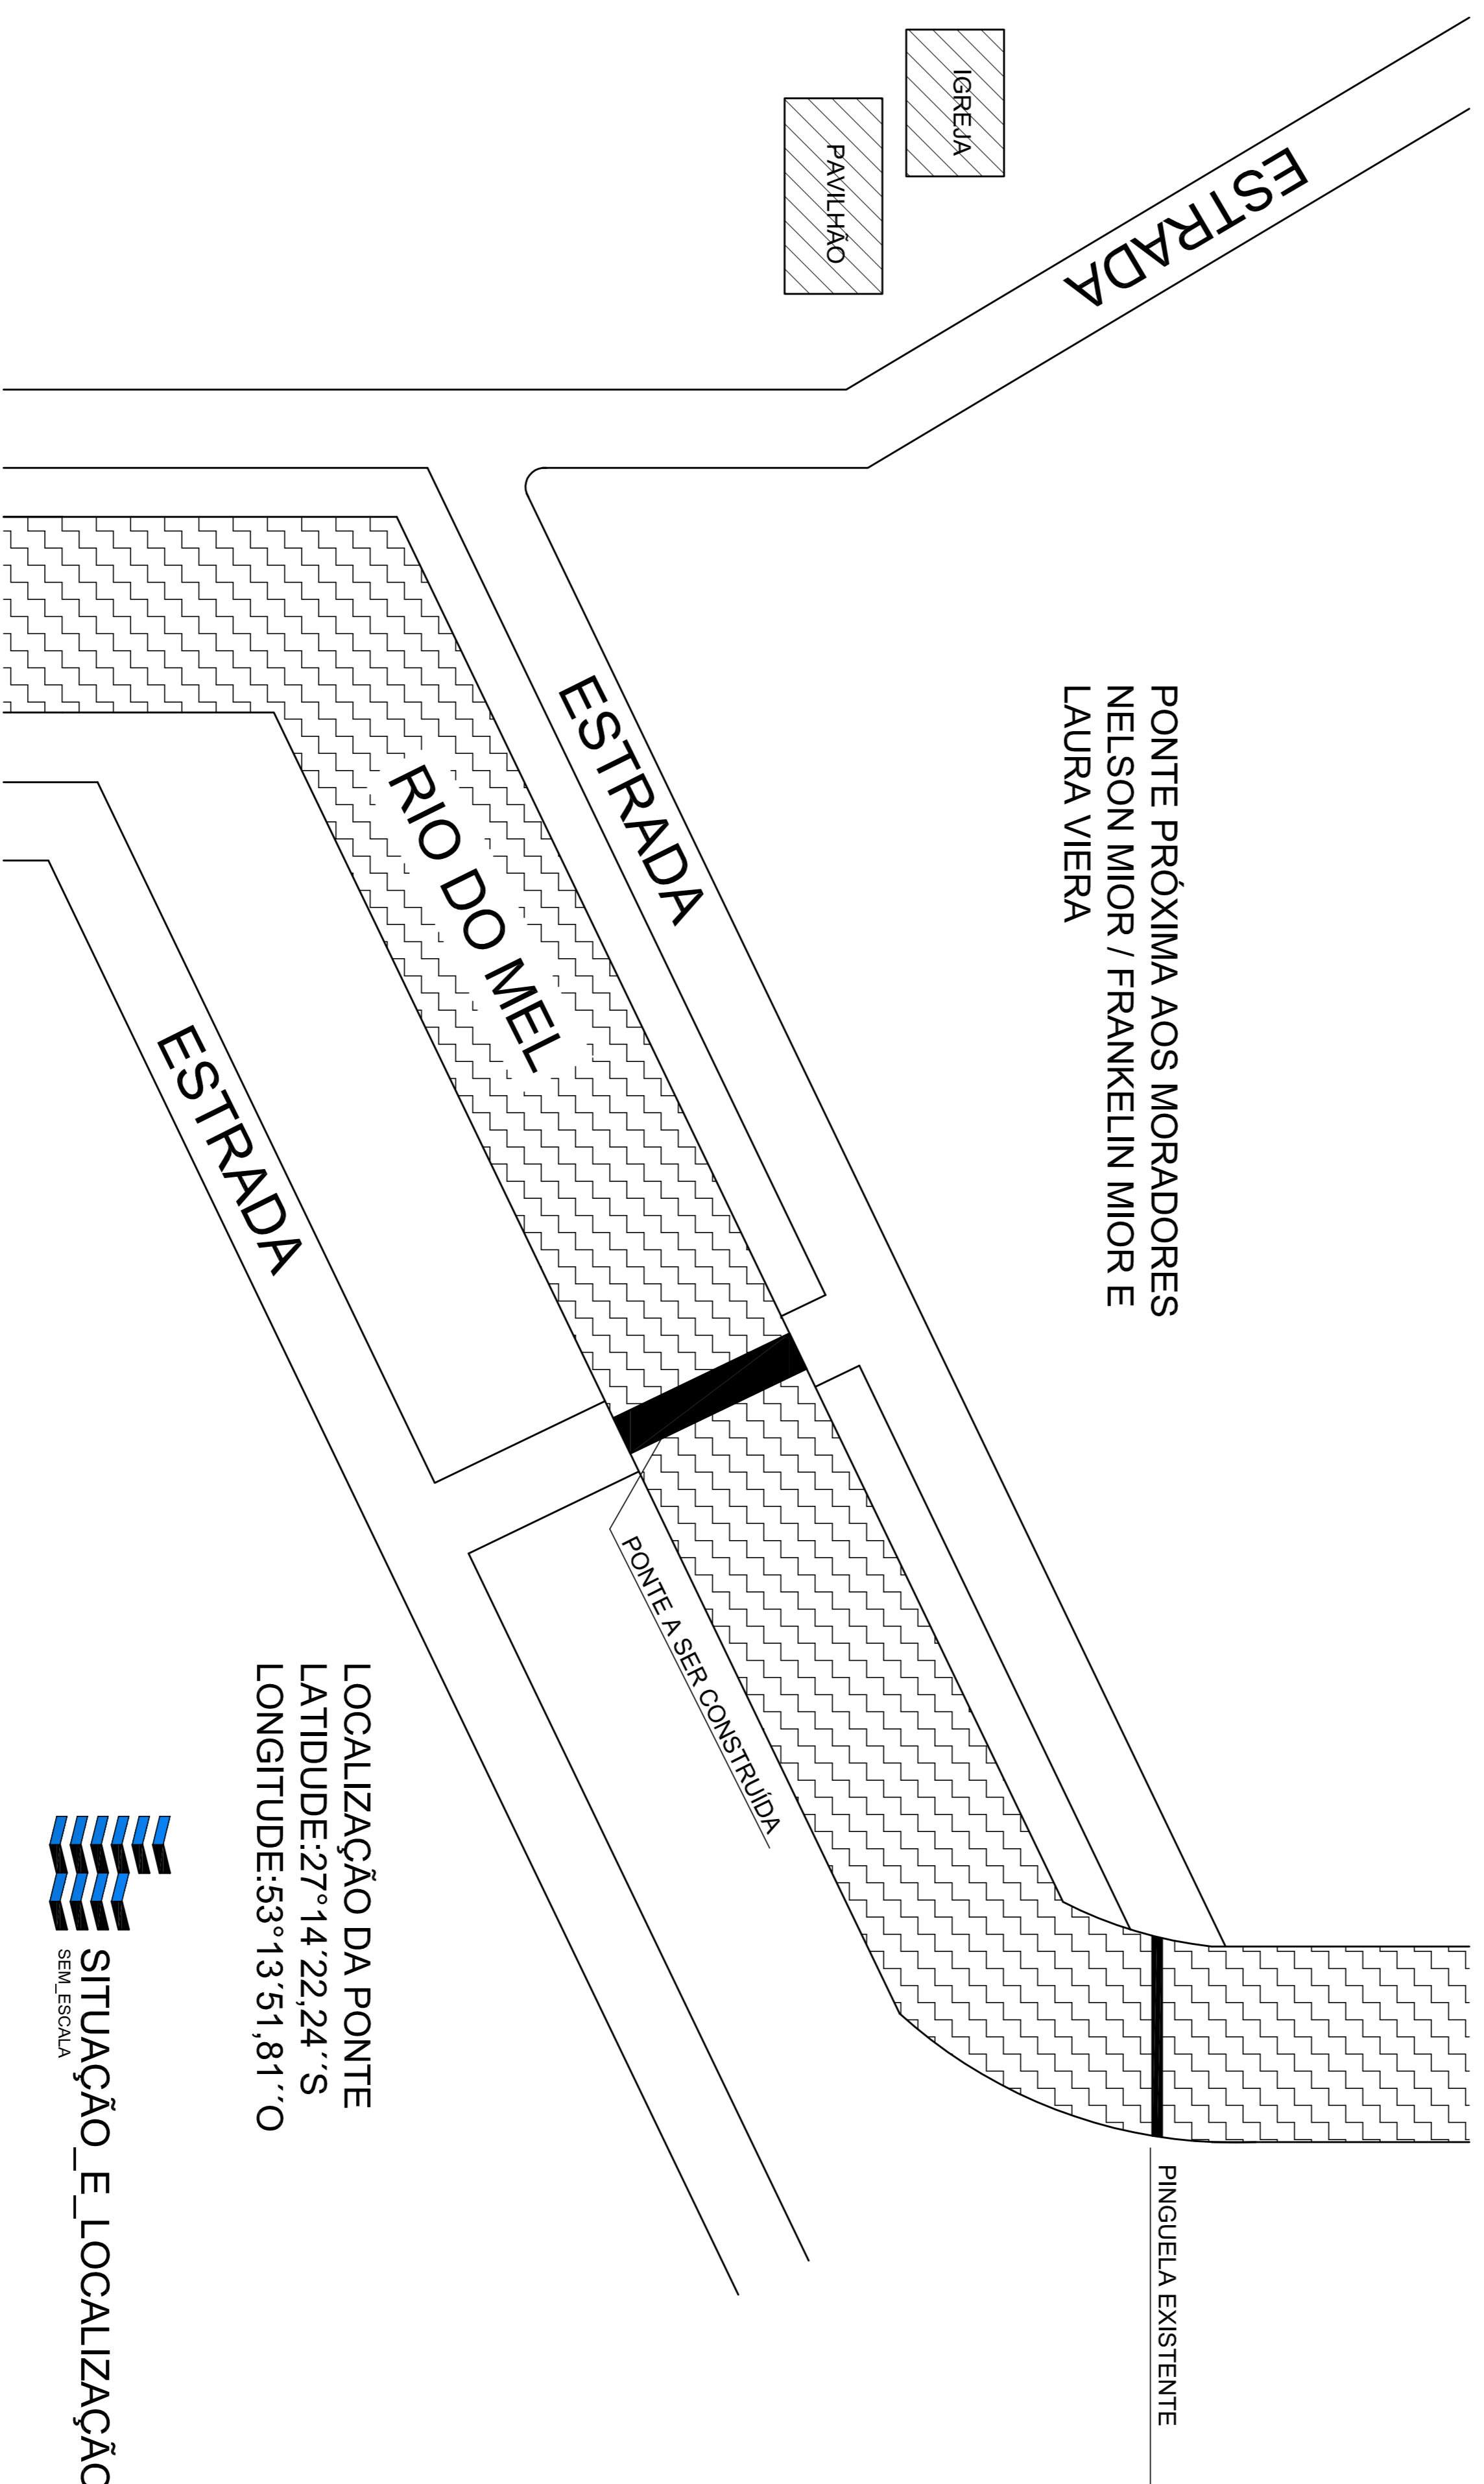 IGREJA
PAVILHÃO
ESTRADA
PONTE PRÓXIMA AOS MORADORES
NELSON MIOR / FRANKELIN MIOR E
LAURA VIERA
ESTRADA
RIO DO MEL
ESTRADA
PONTE A SER CONSTRUÍDA
PINGUELA EXISTENTE
LOCALIZAÇÃO DA PONTE
LATIDUDE:27°14´22,24´´S
LONGITUDE:53°13´51,81´´O
SITUAÇÃO_E_LOCALIZAÇÃO
SEM_ESCALA